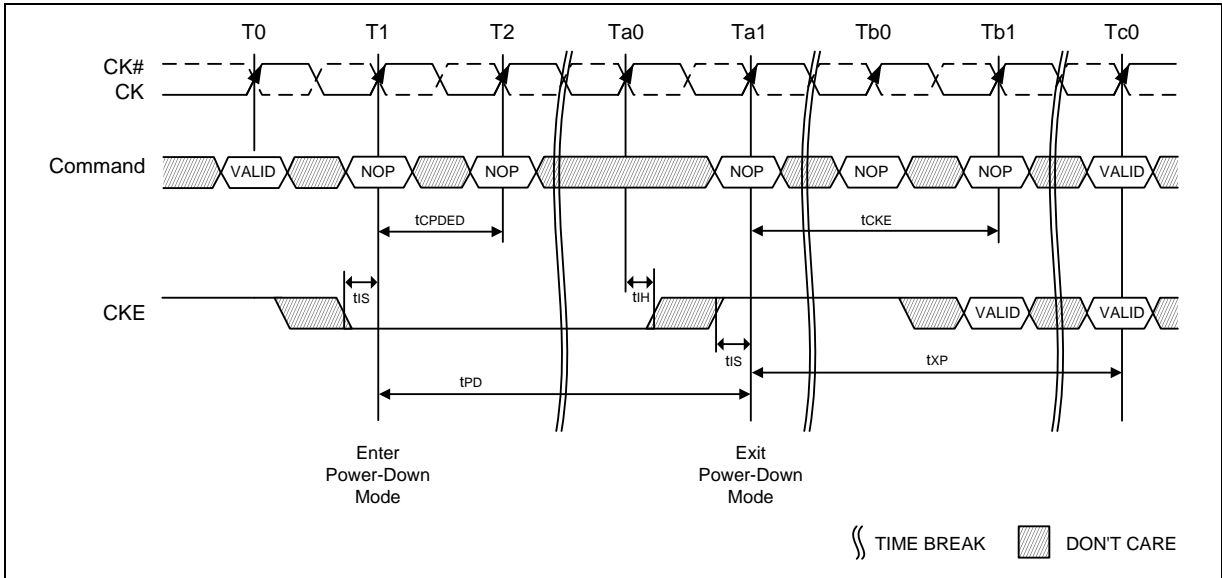 T0 T1 T2 Ta0 Ta1 Tb0 Tb1 Tc0
CK#
CK
Command VALID NOP NOP NOP NOP NOP VALID
tCPDED tCKE
tIS tIH
CKE VALID VALID
tIS
tPD tXP
Enter
Power-Down
Mode
Exit
Power-Down
Mode
TIME BREAK DON'T CARE